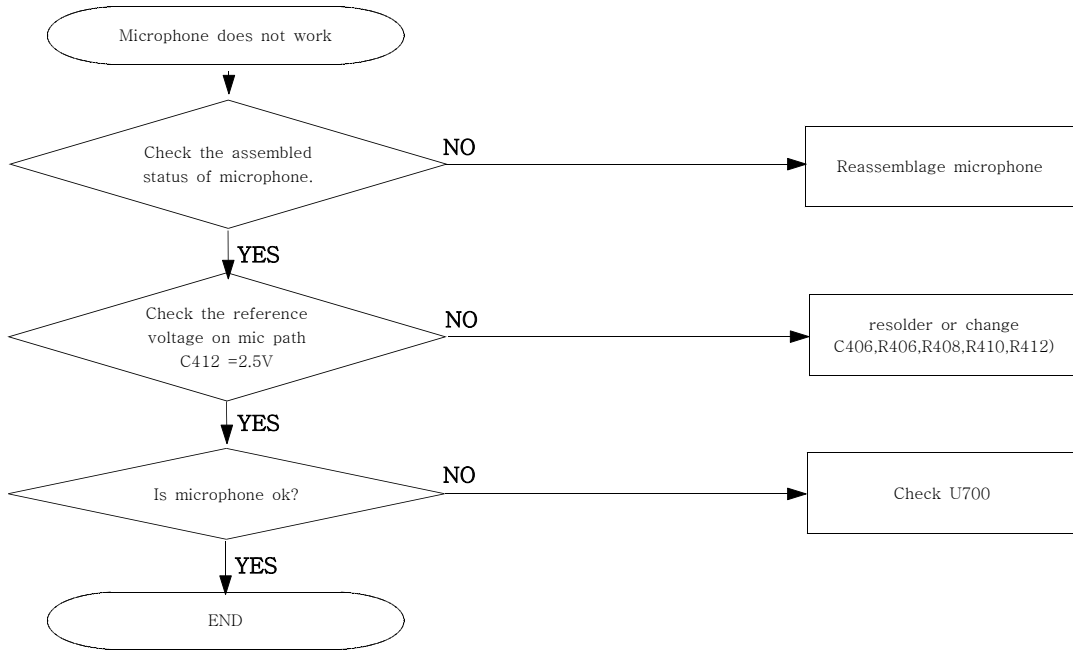 Microphone does not work
Check the assembled
status of microphone.
NO
Reassemblage microphone
YES
Check the reference
voltage on mic path
C412 =2.5V
NO
resolder or change
C406,R406,R408,R410,R412)
YES
Is microphone ok?
NO
Check U700
YES
END